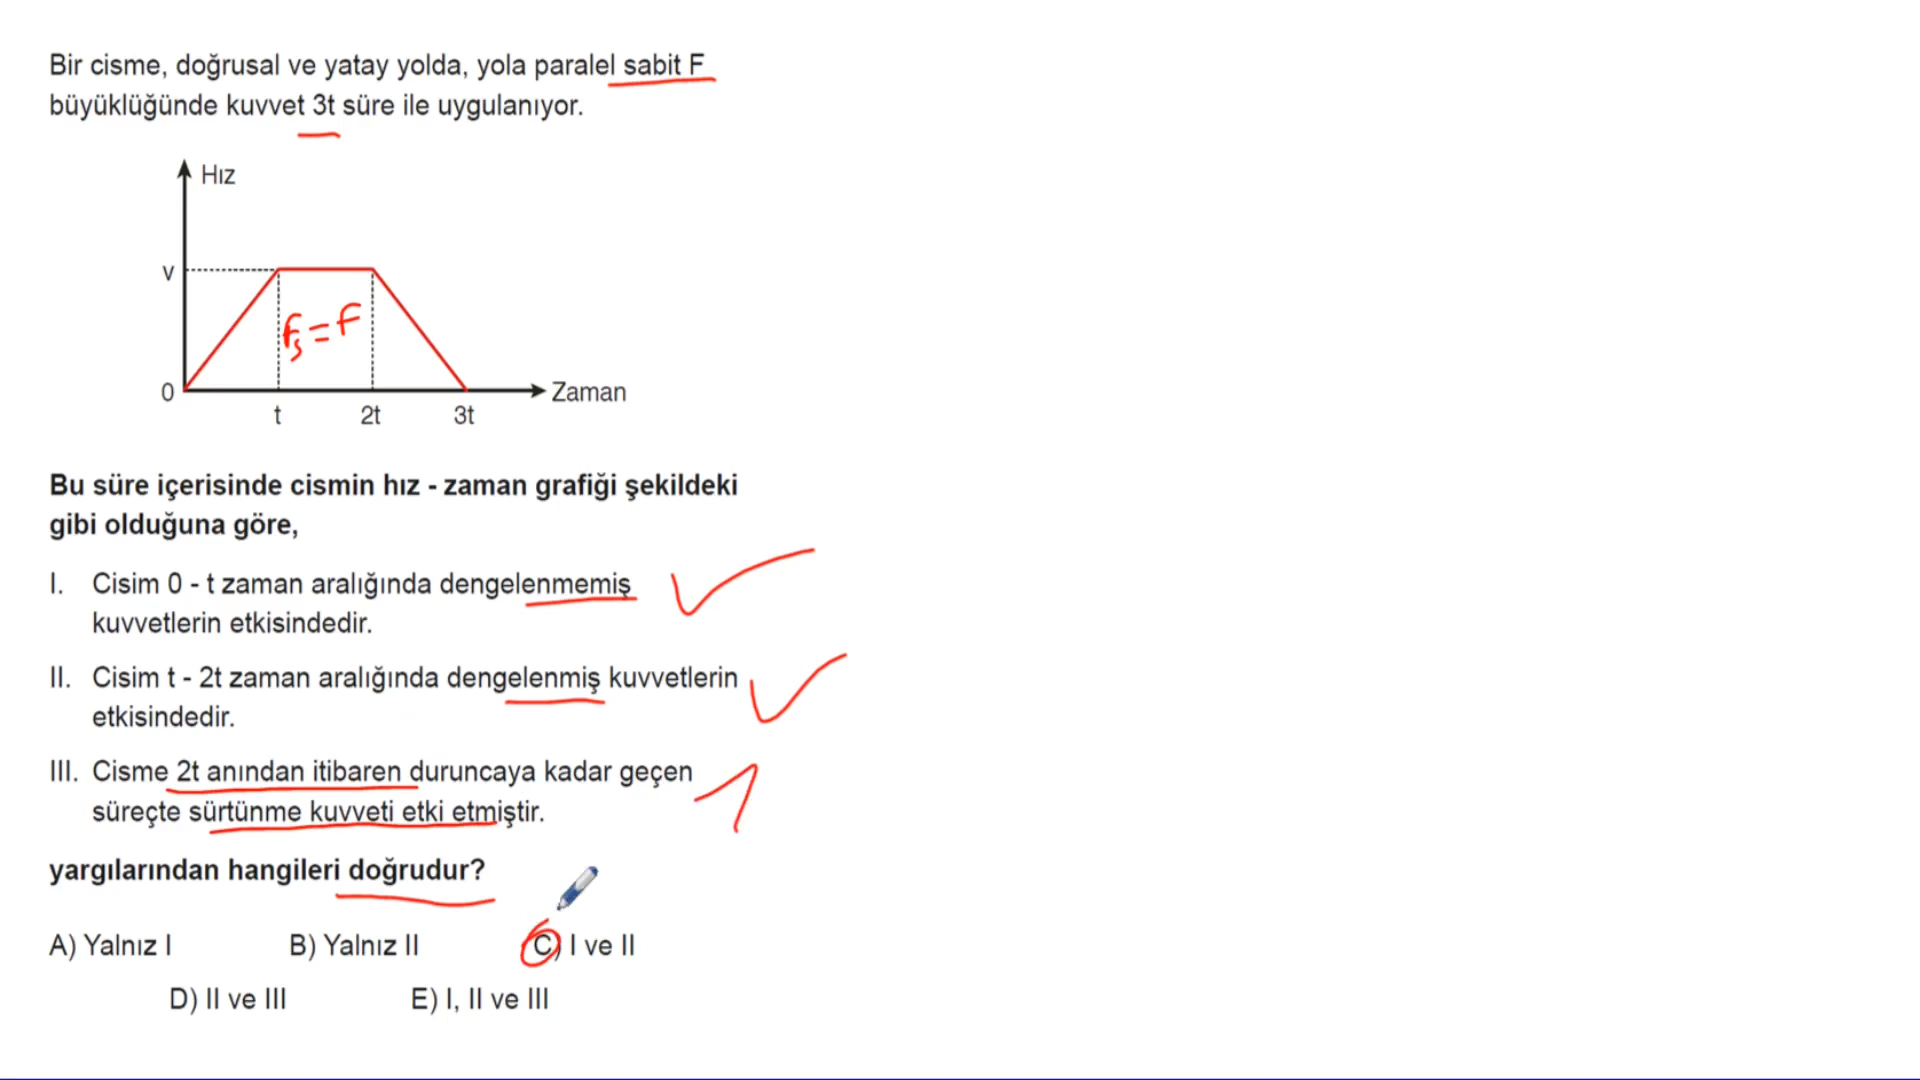 Bir cisme, doğrusal ve yatay yolda, yola paralel sabit F
büyüklüğünde kuvvet 3t süre ile uygulanıyor.
Hız
V
fs = F
0
Zaman
t 2t 3t
Bu süre içerisinde cismin hız - zaman grafiği şekildeki
gibi olduğuna göre,
I. Cisim 0 - t zaman aralığında dengelenmemiş
kuvvetlerin etkisindedir.
II. Cisim t - 2t zaman aralığında dengelenmiş kuvvetlerin
etkisindedir.
III. Cisme 2t anından itibaren duruncaya kadar geçen
süreçte sürtünme kuvveti etki etmiştir.
yargılarından hangileri doğrudur?
A) Yalnız I B) Yalnız II C) I ve II
D) II ve III E) I, II ve III